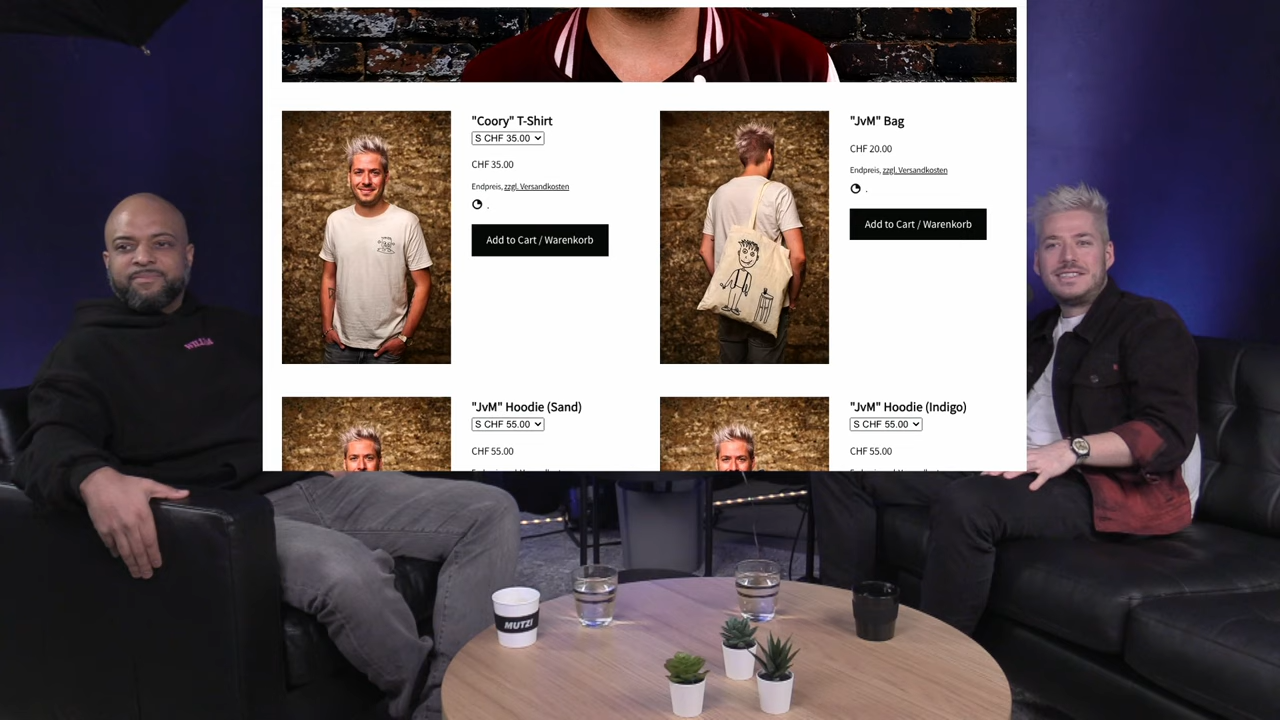 "Coory" T-Shirt
S CHF 35.00
CHF 35.00
Endpreis, zzgl. Versandkosten
.
Add to Cart / Warenkorb
"JvM" Bag
CHF 20.00
Endpreis, zzgl. Versandkosten
.
Add to Cart / Warenkorb
"JvM" Hoodie (Sand)
S CHF 55.00
CHF 55.00
"JvM" Hoodie (Indigo)
S CHF 55.00
CHF 55.00
MUTZI